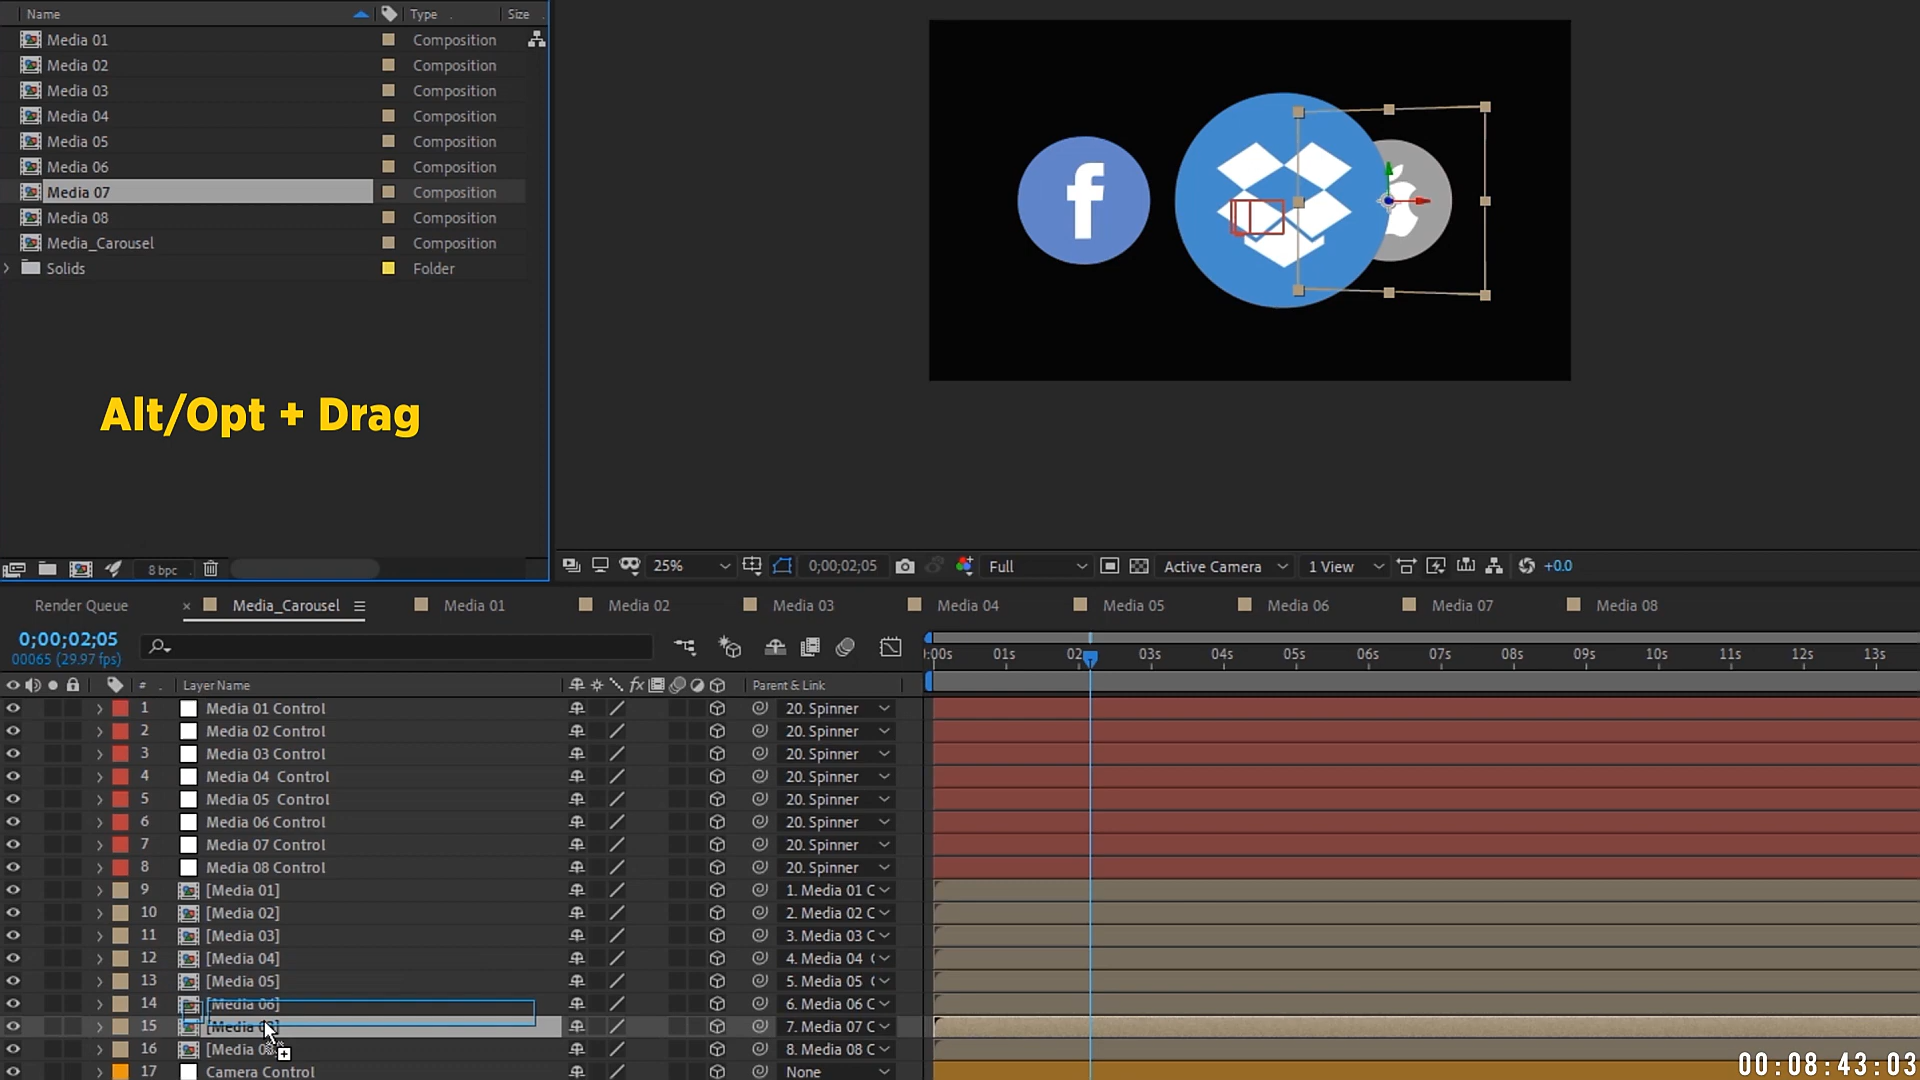 Name Type Size
Media 01 Composition
Media 02 Composition
Media 03 Composition
Media 04 Composition
Media 05 Composition
Media 06 Composition
Media 07 Composition
Media 08 Composition
Media_Carousel Composition
Solids Folder
Alt/Opt + Drag
8 bpc
25% 0;00;02;05 Full Active Camera 1 View +0.0
Render Queue Media_Carousel Media 01 Media 02 Media 03 Media 04 Media 05 Media 06 Media 07 Media 08
0;00;02;05
00065 (29.97 fps)
:00s 01s 02 03s 04s 05s 06s 07s 08s 09s 10s 11s 12s 13s
# Layer Name fx Parent & Link
1 Media 01 Control 20. Spinner
2 Media 02 Control 20. Spinner
3 Media 03 Control 20. Spinner
4 Media 04 Control 20. Spinner
5 Media 05 Control 20. Spinner
6 Media 06 Control 20. Spinner
7 Media 07 Control 20. Spinner
8 Media 08 Control 20. Spinner
9 [Media 01] 1. Media 01 C
10 [Media 02] 2. Media 02 C
11 [Media 03] 3. Media 03 C
12 [Media 04] 4. Media 04 (
13 [Media 05] 5. Media 05 (
14 [Media 06] 6. Media 06 C
15 [Media 7. Media 07 C
16 [Media 8. Media 08 C
17 Camera Control None
00:08:43:03